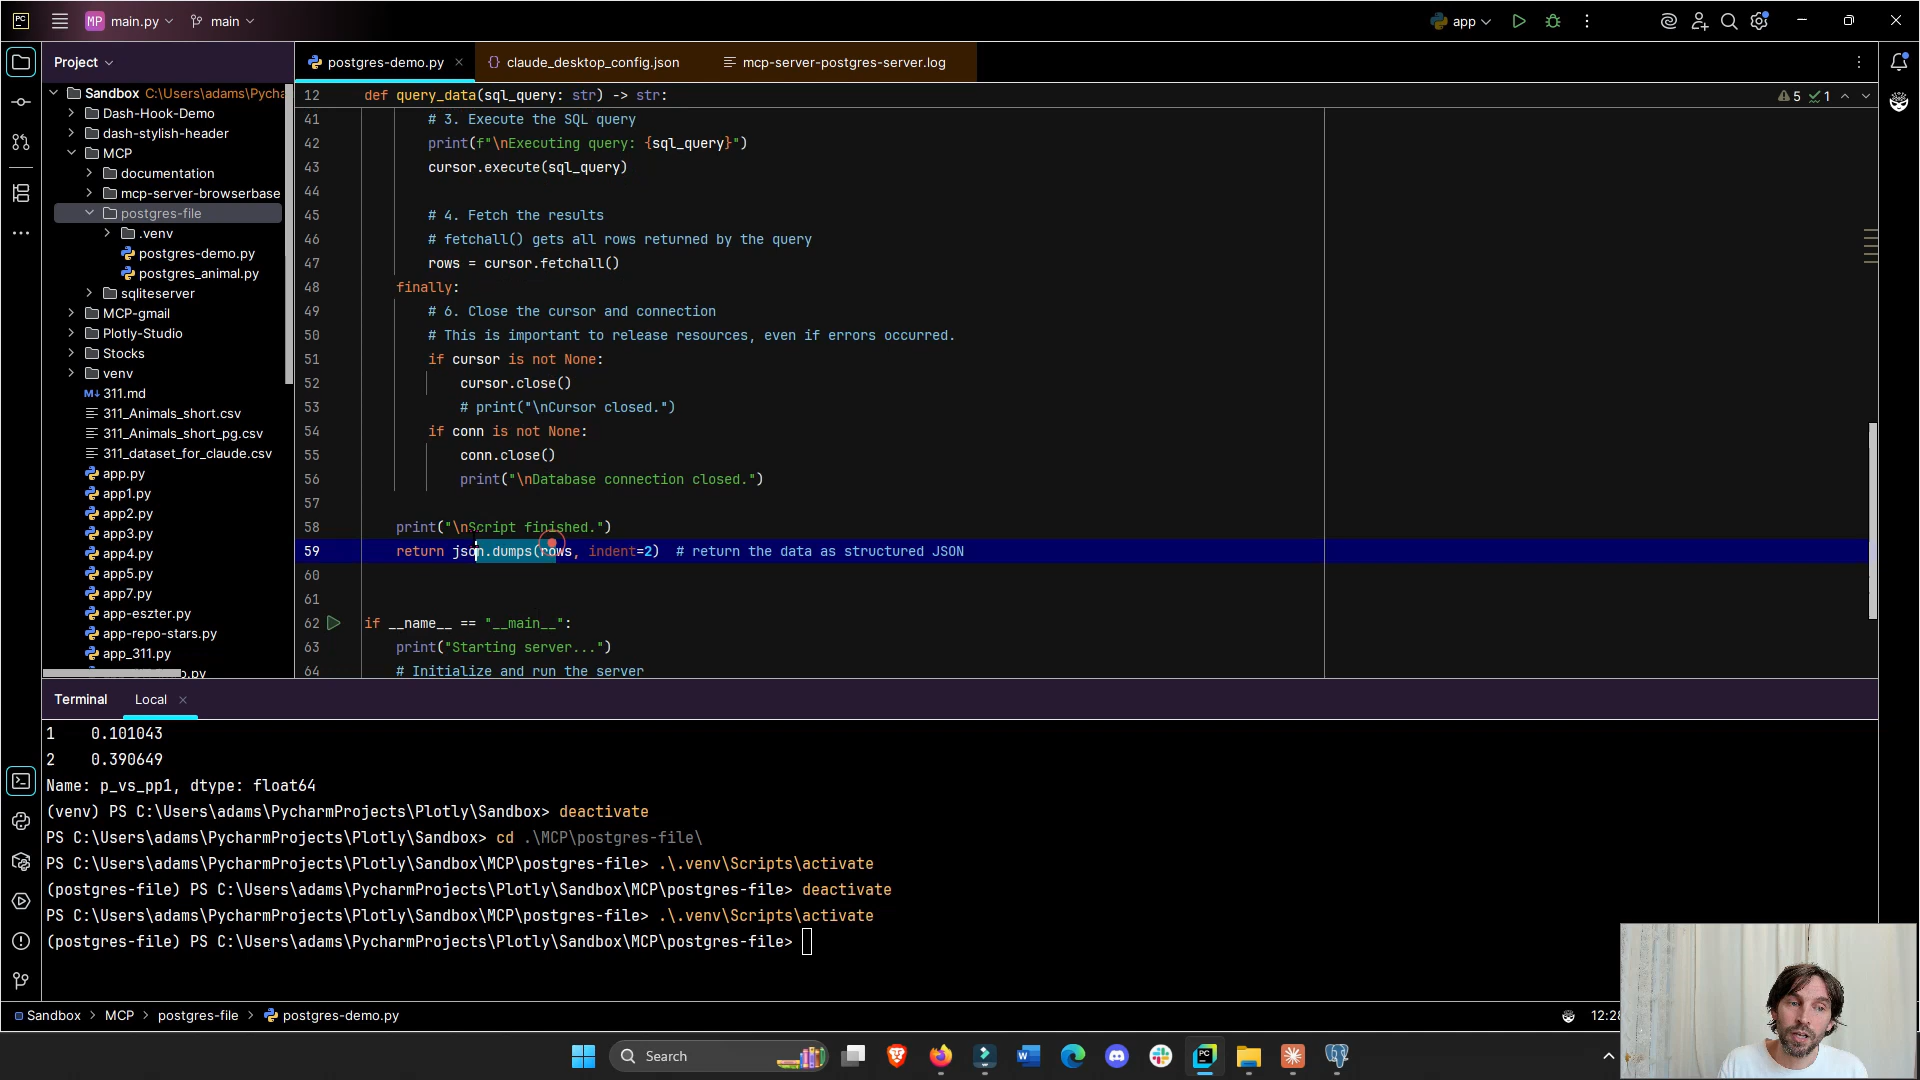 PC
MP main.py main
app
Project
postgres-demo.py claude_desktop_config.json mcp-server-postgres-server.log
Sandbox C:\Users\adams\Pycha
Dash-Hook-Demo
dash-stylish-header
MCP
documentation
mcp-server-browserbase
postgres-file
.venv
postgres-demo.py
postgres_animal.py
sqliteserver
MCP-gmail
Plotly-Studio
Stocks
venv
M↓ 311.md
311_Animals_short.csv
311_Animals_short_pg.csv
311_dataset_for_claude.csv
app.py
app1.py
app2.py
app3.py
app4.py
app5.py
app7.py
app-eszter.py
app-repo-stars.py
app_311.py
12 def query_data(sql_query: str) -> str:
5 1
41 # 3. Execute the SQL query
42 print(f"\nExecuting query: {sql_query}")
43 cursor.execute(sql_query)
44
45 # 4. Fetch the results
46 # fetchall() gets all rows returned by the query
47 rows = cursor.fetchall()
48 finally:
49 # 6. Close the cursor and connection
50 # This is important to release resources, even if errors occurred.
51 if cursor is not None:
52 cursor.close()
53 # print("\nCursor closed.")
54 if conn is not None:
55 conn.close()
56 print("\nDatabase connection closed.")
57
58 print("\nScript finished.")
59 return json.dumps(rows, indent=2) # return the data as structured JSON
60
61
62 if __name__ == "__main__":
63 print("Starting server...")
64 # Initialize and run the server
Terminal Local
1 0.101043
2 0.390649
Name: p_vs_pp1, dtype: float64
(venv) PS C:\Users\adams\PycharmProjects\Plotly\Sandbox> deactivate
PS C:\Users\adams\PycharmProjects\Plotly\Sandbox> cd .\MCP\postgres-file\
PS C:\Users\adams\PycharmProjects\Plotly\Sandbox\MCP\postgres-file> .\.venv\Scripts\activate
(postgres-file) PS C:\Users\adams\PycharmProjects\Plotly\Sandbox\MCP\postgres-file> deactivate
PS C:\Users\adams\PycharmProjects\Plotly\Sandbox\MCP\postgres-file> .\.venv\Scripts\activate
(postgres-file) PS C:\Users\adams\PycharmProjects\Plotly\Sandbox\MCP\postgres-file>
Sandbox > MCP > postgres-file > postgres-demo.py
12:28
Search